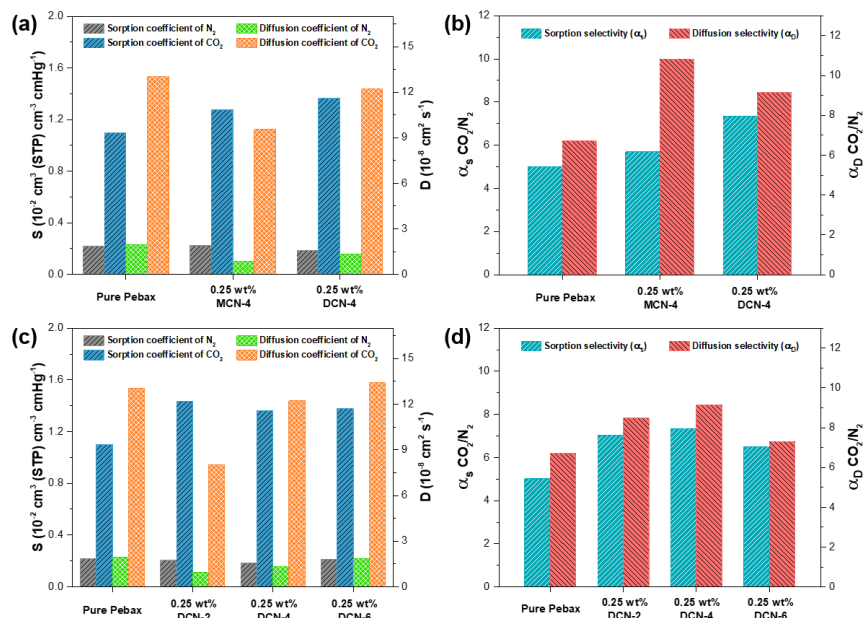 (a)
Sorption coefficient of N2
Diffusion coefficient of N2
Sorption coefficient of CO2
Diffusion coefficient of CO2
S (10-2 cm3 (STP) cm-3 cmHg-1)
2.0
1.6
1.2
0.8
0.4
0.0
D (10-8 cm2 s-1)
15
12
9
6
3
0
Pure Pebax
0.25 wt%
MCN-4
0.25 wt%
DCN-4
(b)
Sorption selectivity (αs)
Diffusion selectivity (αD)
αs CO2/N2
12
10
8
6
4
2
0
αD CO2/N2
12
10
8
6
4
2
0
Pure Pebax
0.25 wt%
MCN-4
0.25 wt%
DCN-4
(c)
Sorption coefficient of N2
Diffusion coefficient of N2
Sorption coefficient of CO2
Diffusion coefficient of CO2
S (10-2 cm3 (STP) cm-3 cmHg-1)
2.0
1.6
1.2
0.8
0.4
0.0
D (10-8 cm2 s-1)
15
12
9
6
3
0
Pure Pebax
0.25 wt%
DCN-2
0.25 wt%
DCN-4
0.25 wt%
DCN-6
(d)
Sorption selectivity (αs)
Diffusion selectivity (αD)
αs CO2/N2
12
10
8
6
4
2
0
αD CO2/N2
12
10
8
6
4
2
0
Pure Pebax
0.25 wt%
DCN-2
0.25 wt%
DCN-4
0.25 wt%
DCN-6